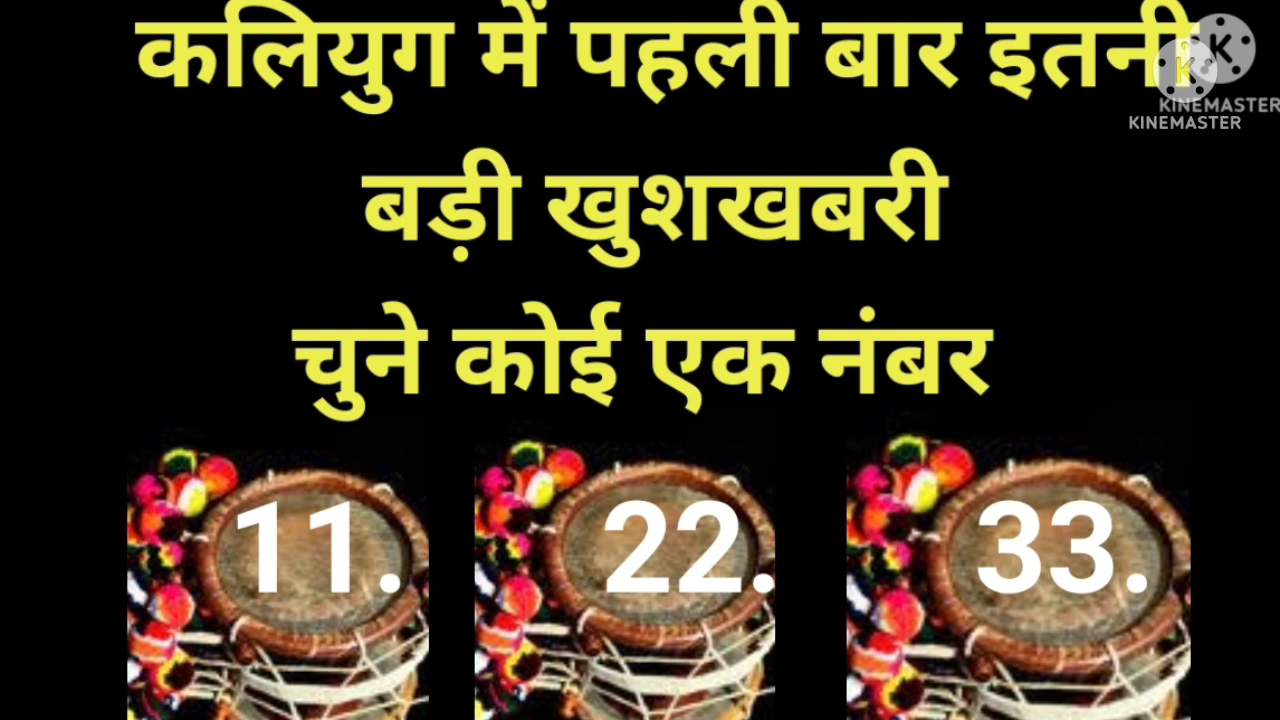 कलियुग में पहली बार इतनी
KINEMASTER
KINEMASTER
बड़ी खुशखबरी
चुने कोई एक नंबर
11. 22. 33.